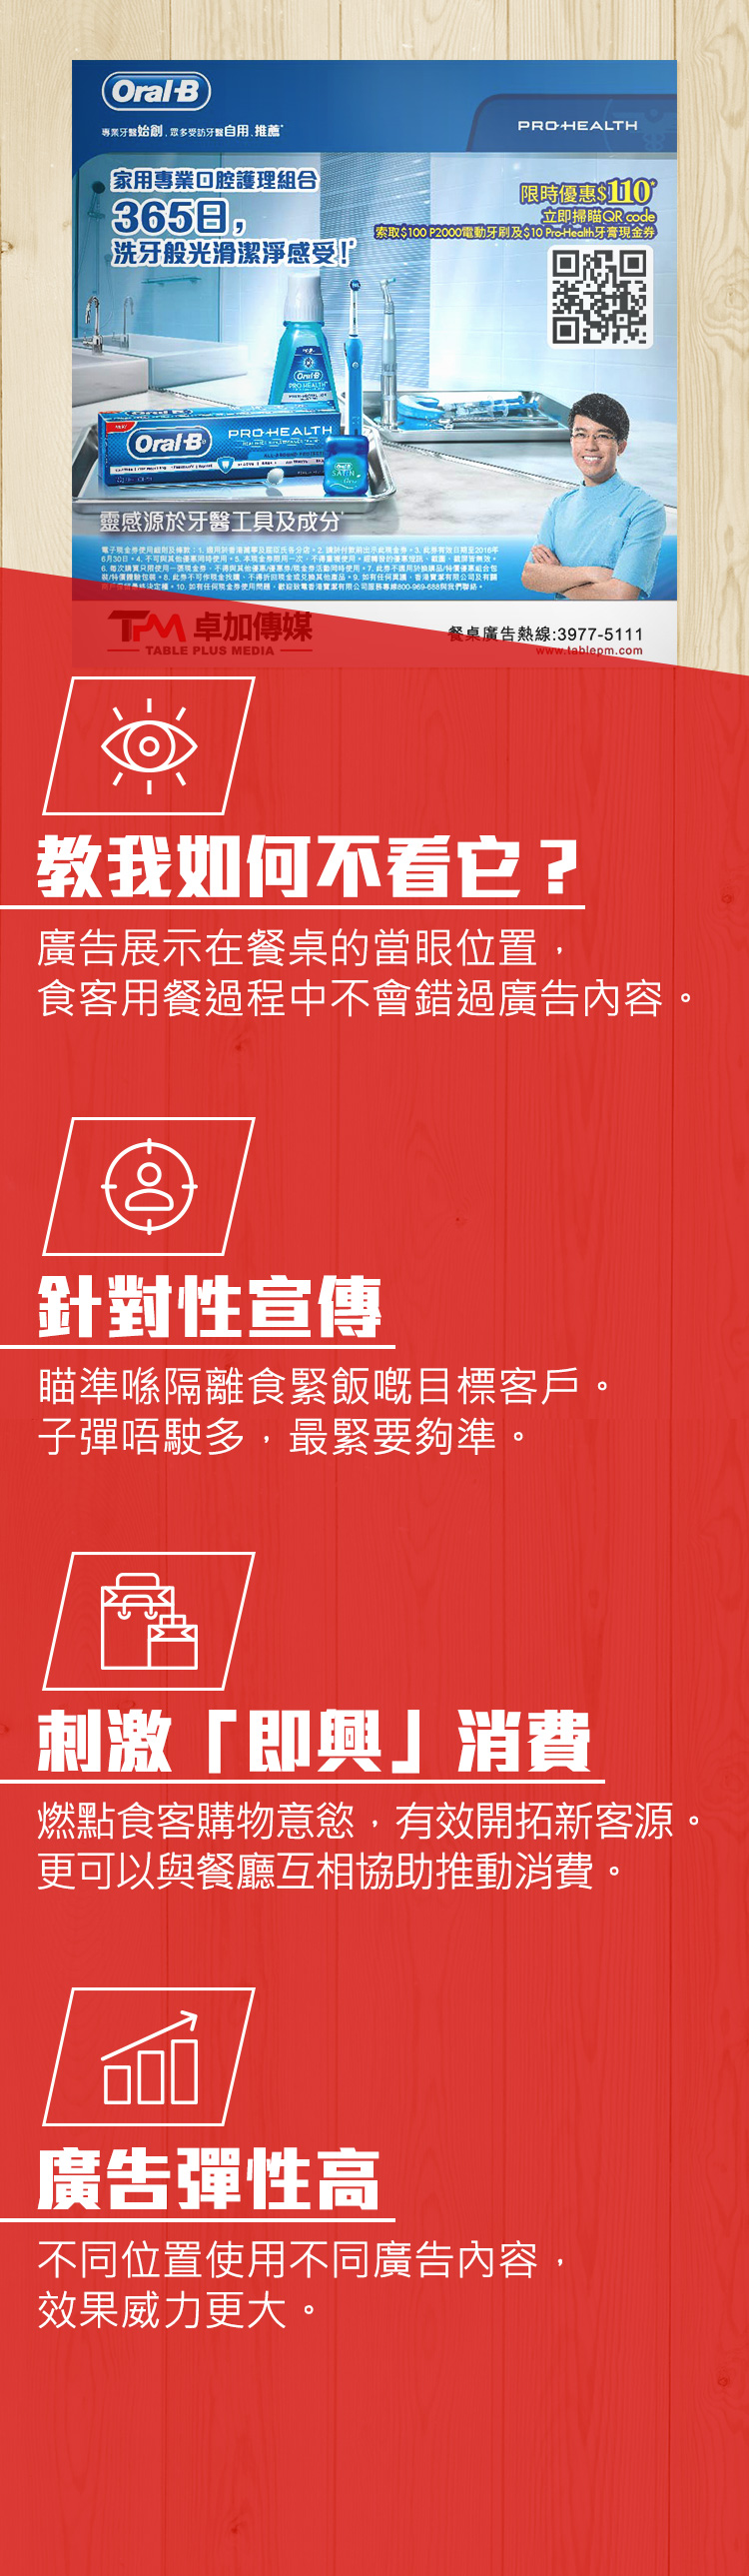 Oral-B
專業牙醫始創，眾多受訪牙醫自用、推薦*
PRO-HEALTH
家用專業口腔護理組合
365日，
洗牙般光滑潔淨感受！*
限時優惠$110*
立即掃瞄QR code
索取$100 P2000電動牙刷及$10 Pro-Health牙膏現金券
Oral-B
PRO-HEALTH
Oral-B
PRO-HEALTH
Oral-B
SATIN
靈感源於牙醫工具及成分*
TPM 卓加傳媒
TABLE PLUS MEDIA
餐桌廣告熱線:3977-5111
www.tablepm.com
教我如何不看它？
廣告展示在餐桌的當眼位置，
食客用餐過程中不會錯過廣告內容。
針對性宣傳
瞄準喺隔離食緊飯嘅目標客戶。
子彈唔駛多，最緊要夠準。
刺激「即興」消費
燃點食客購物意慾，有效開拓新客源。
更可以與餐廳互相協助推動消費。
廣告彈性高
不同位置使用不同廣告內容，
效果威力更大。